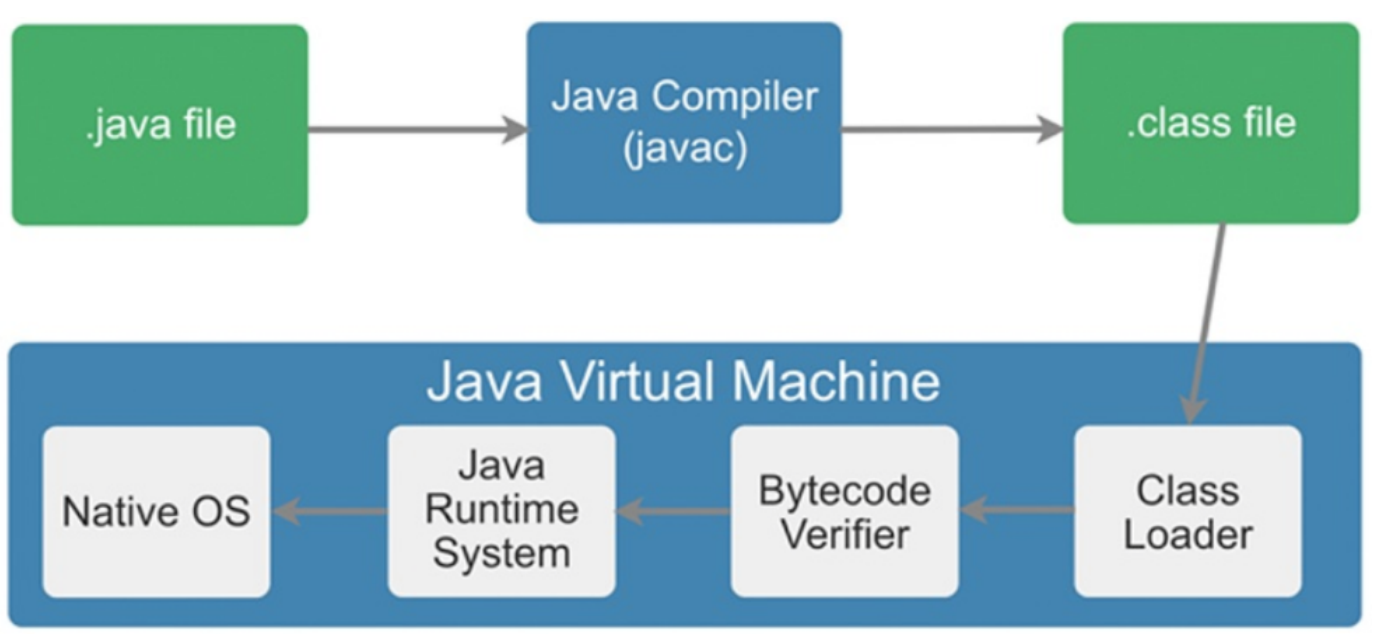 .java file
Java Compiler
(javac)
.class file
Java Virtual Machine
Native OS
Java
Runtime
System
Bytecode
Verifier
Class
Loader